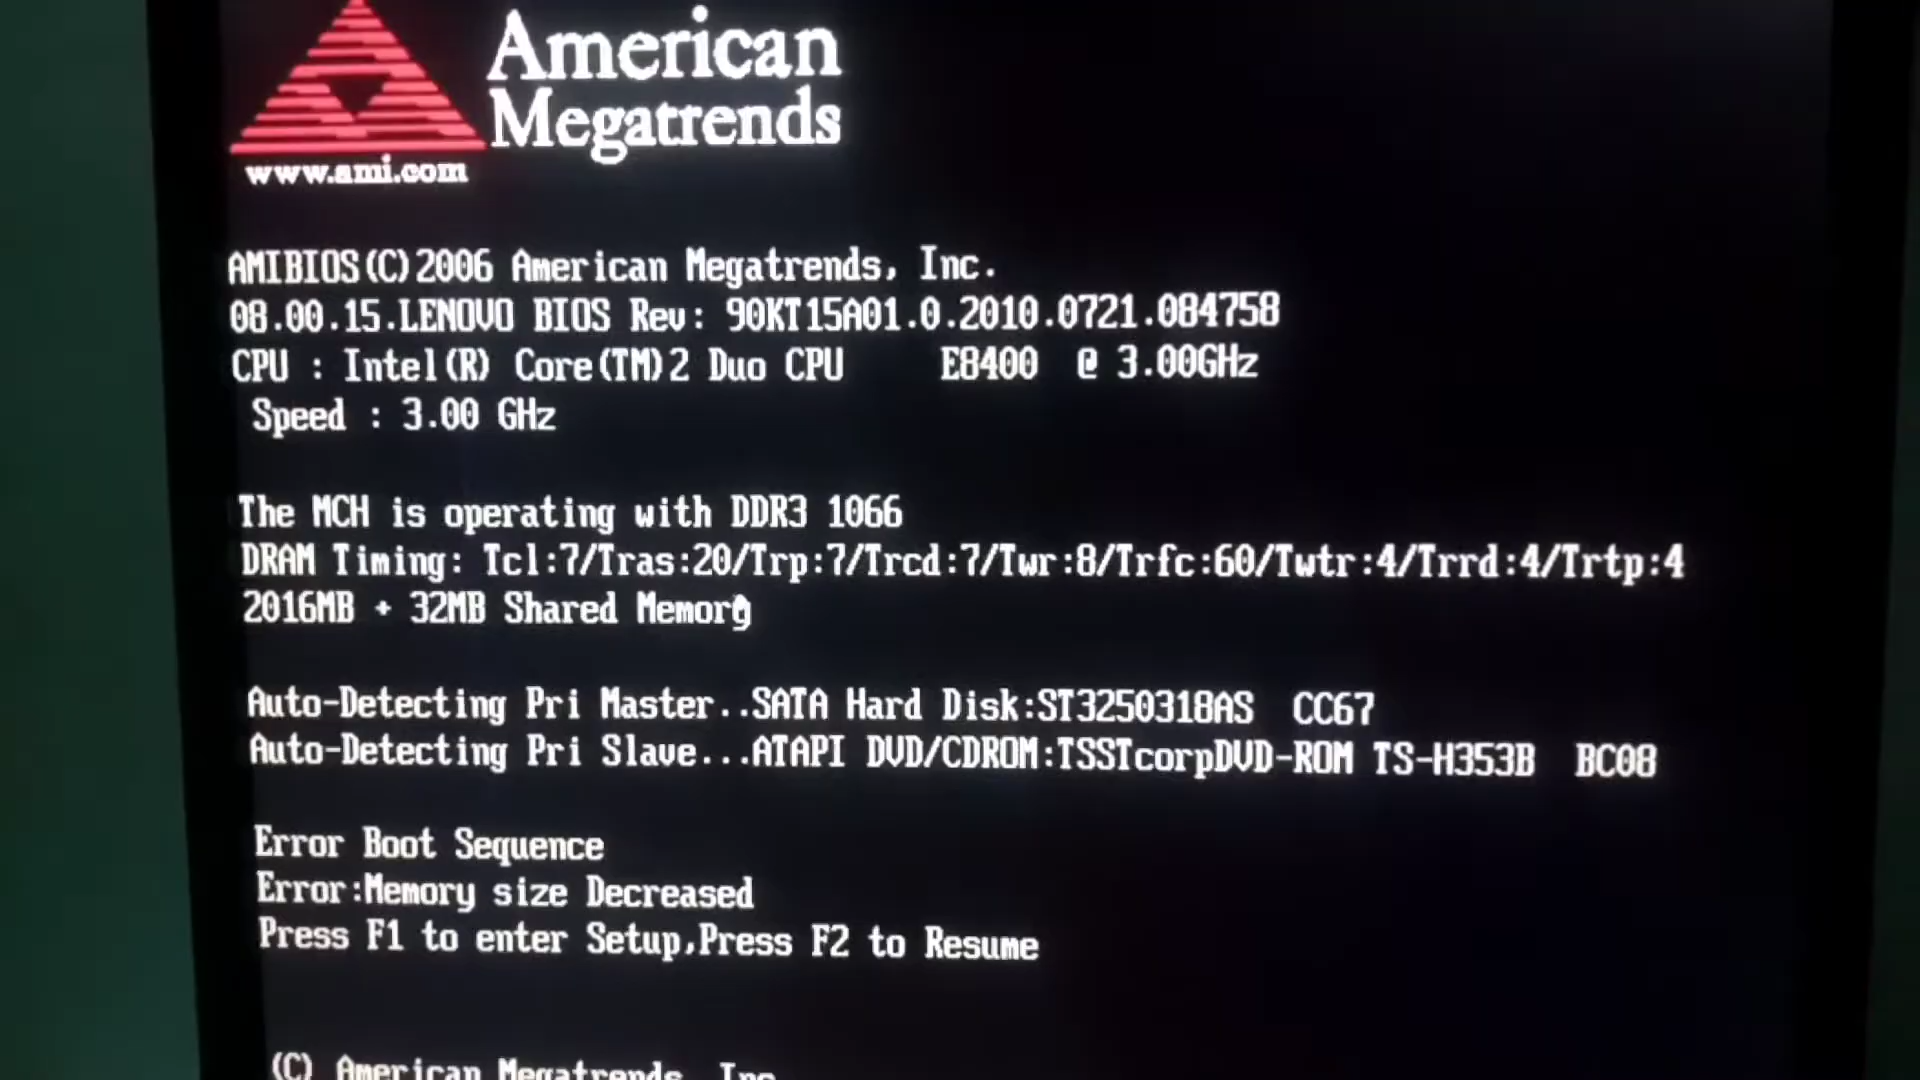 American
Megatrends
www.ami.com
AMIBIOS(C)2006 American Megatrends, Inc.
08.00.15.LENOVO BIOS Rev: 90KT15A01.0.2010.0721.084758
CPU : Intel(R) Core(TM)2 Duo CPU E8400 @ 3.00GHz
Speed : 3.00 GHz
The MCH is operating with DDR3 1066
DRAM Timing: Tcl:7/Tras:20/Trp:7/Trcd:7/Twr:8/Trfc:60/Twtr:4/Trrd:4/Trtp:4
2016MB + 32MB Shared Memory
Auto-Detecting Pri Master..SATA Hard Disk:ST3250318AS CC67
Auto-Detecting Pri Slave...ATAPI DVD/CDROM:TSSTcorpDVD-ROM TS-H353B BC08
Error Boot Sequence
Error:Memory size Decreased
Press F1 to enter Setup,Press F2 to Resume
(C) American Megatrends, Inc.